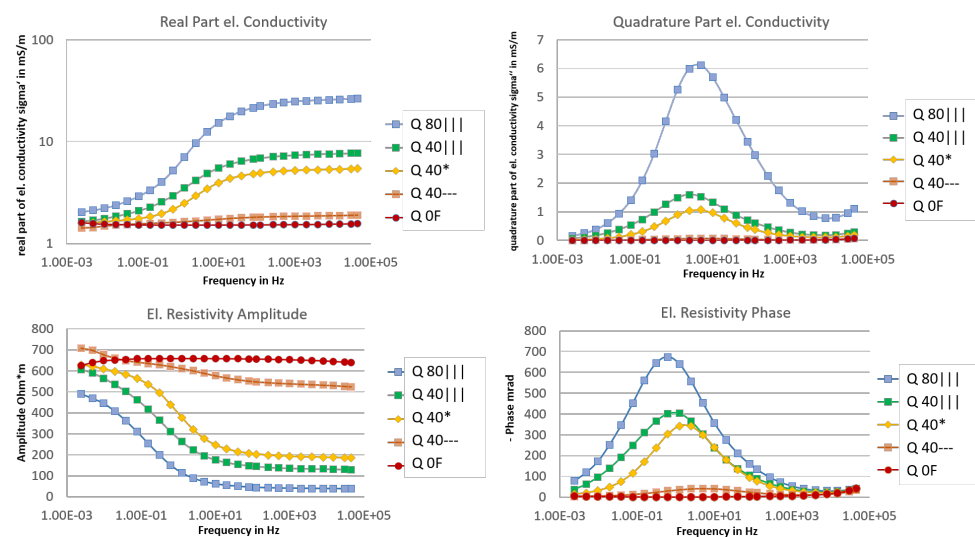 Real Part el. Conductivity
real part of el. conductivity sigma' in mS/m
100
10
1
1.00E-03
1.00E-01
1.00E+01
1.00E+03
1.00E+05
Frequency in Hz
Q 80|||
Q 40|||
Q 40*
Q 40---
Q 0F
Quadrature Part el. Conductivity
quadrature part of el. conductivity sigma'' in mS/m
7
6
5
4
3
2
1
0
1.00E-03
1.00E-01
1.00E+01
1.00E+03
1.00E+05
Frequency in Hz
Q 80|||
Q 40|||
Q 40*
Q 40---
Q 0F
El. Resistivity Amplitude
Amplitude Ohm*m
800
700
600
500
400
300
200
100
0
1.00E-03
1.00E-01
1.00E+01
1.00E+03
1.00E+05
Frequency in Hz
Q 80|||
Q 40|||
Q 40*
Q 40---
Q 0F
El. Resistivity Phase
- Phase mrad
800
700
600
500
400
300
200
100
0
1.00E-03
1.00E-01
1.00E+01
1.00E+03
1.00E+05
Frequency in Hz
Q 80|||
Q 40|||
Q 40*
Q 40---
Q 0F